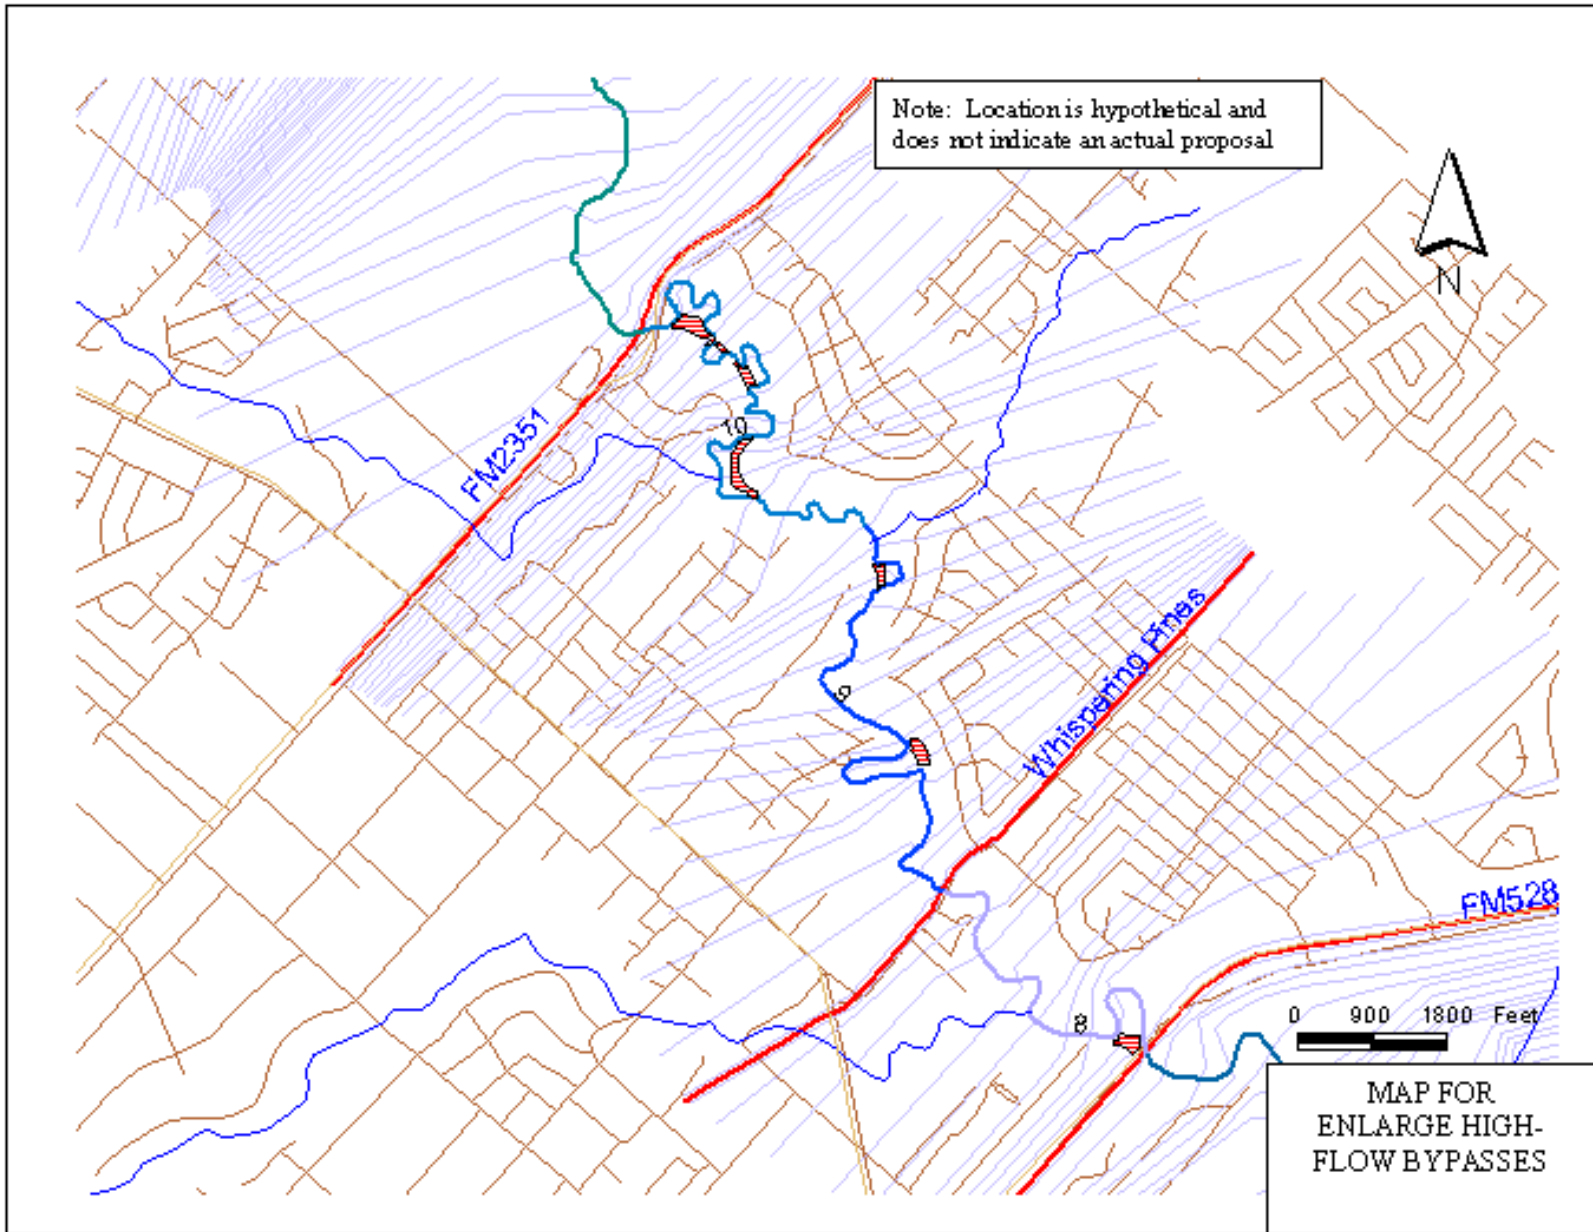 Note: Location is hypothetical and
does not indicate an actual proposal
N
FM2351
10
Whispering Pines
9
FM528
8
0 900 1800 Feet
MAP FOR
ENLARGE HIGH-
FLOW BYPASSES